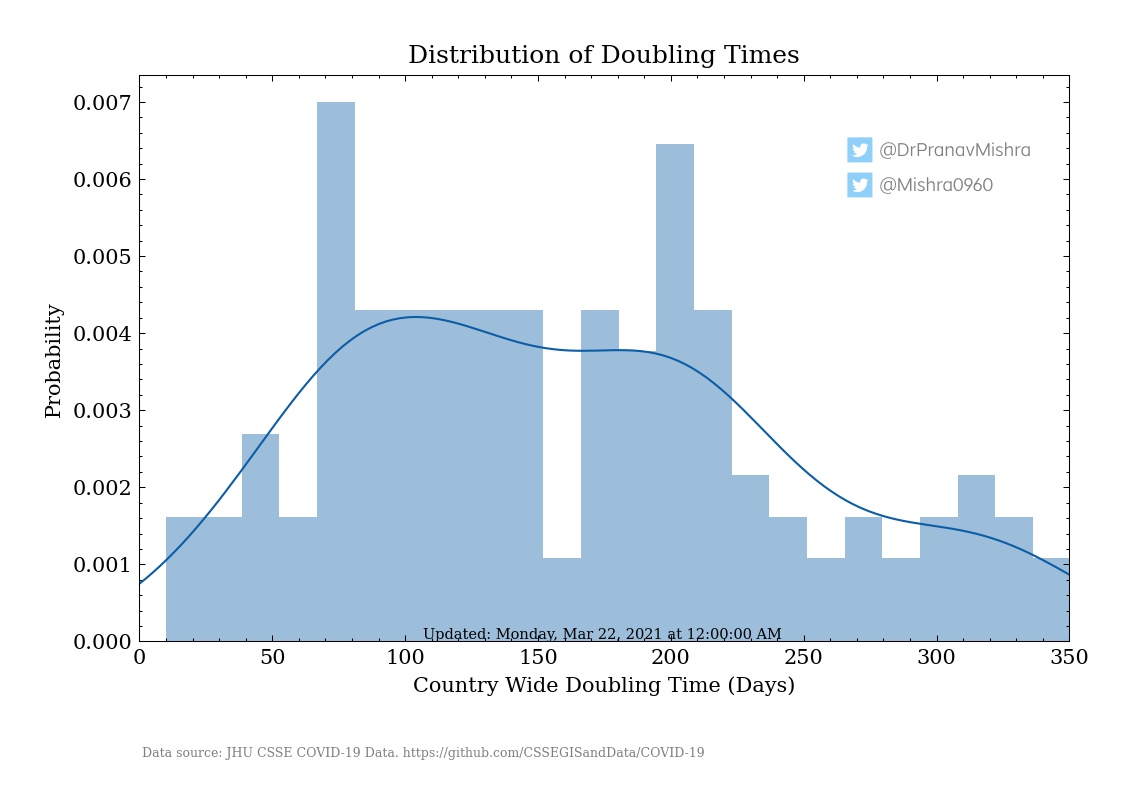 Distribution of Doubling Times
0.007
0.006
0.005
0.004
0.003
0.002
0.001
0.000
Probability
@DrPranavMishra
@Mishra0960
Updated: Monday, Mar 22, 2021 at 12:00:00 AM
0 50 100 150 200 250 300 350
Country Wide Doubling Time (Days)
Data source: JHU CSSE COVID-19 Data. https://github.com/CSSEGISandData/COVID-19